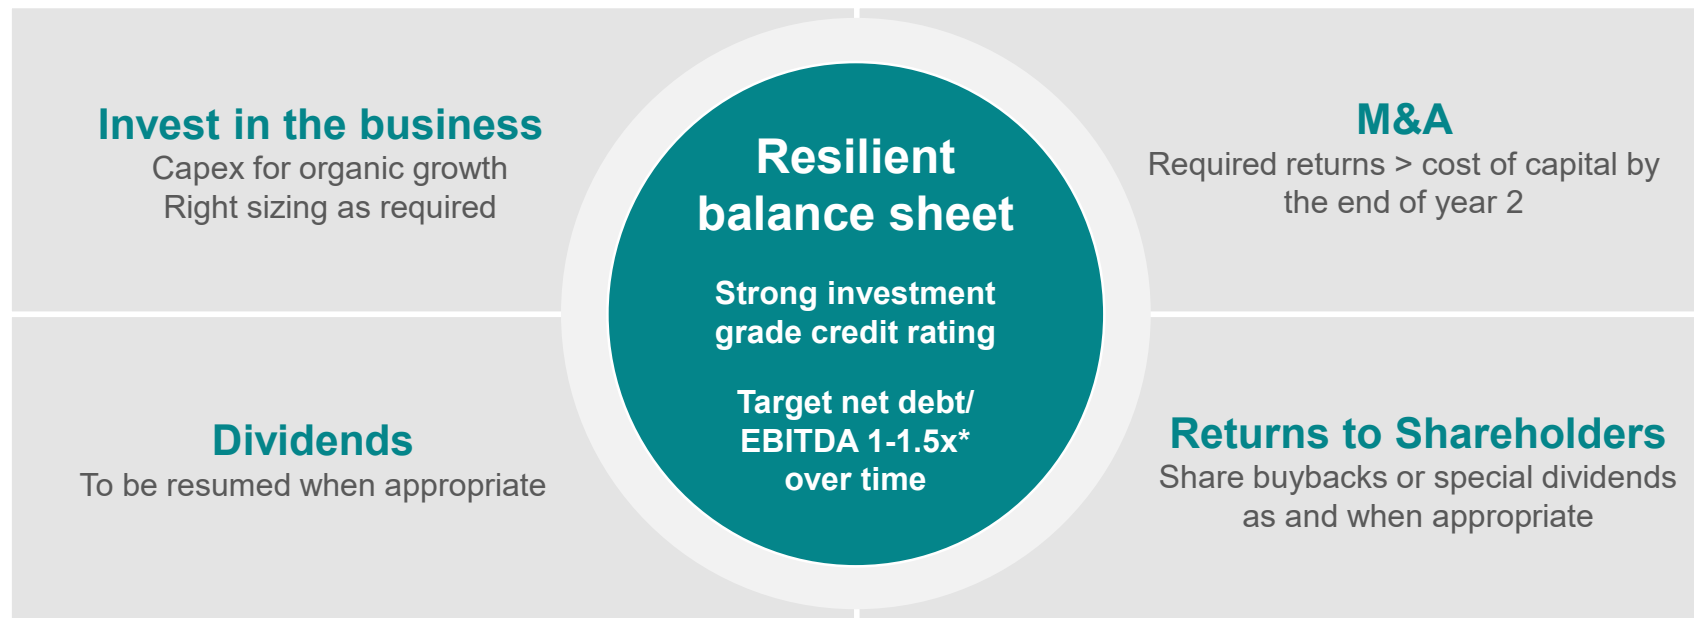 Invest in the business
Capex for organic growth
Right sizing as required
Resilient
balance sheet
Strong investment
grade credit rating
Target net debt/
EBITDA 1-1.5x*
over time
M&A
Required returns > cost of capital by
the end of year 2
Dividends
To be resumed when appropriate
Returns to Shareholders
Share buybacks or special dividends
as and when appropriate